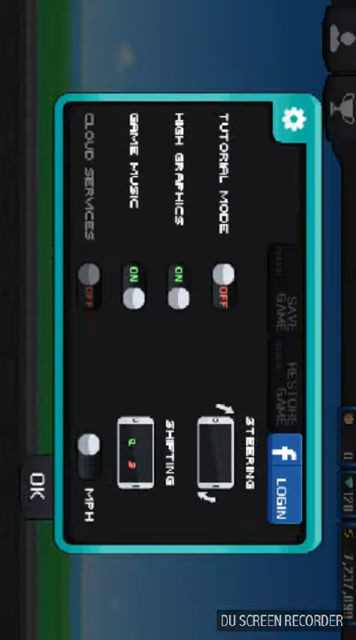 SAVE GAME
RESTORE GAME
LOGIN
TUTORIAL MODE
OFF
STEERING
HIGH GRAPHICS
ON
SHIFTING
GAME MUSIC
ON
CLOUD SERVICES
OFF
MPH
OK
DU SCREEN RECORDER